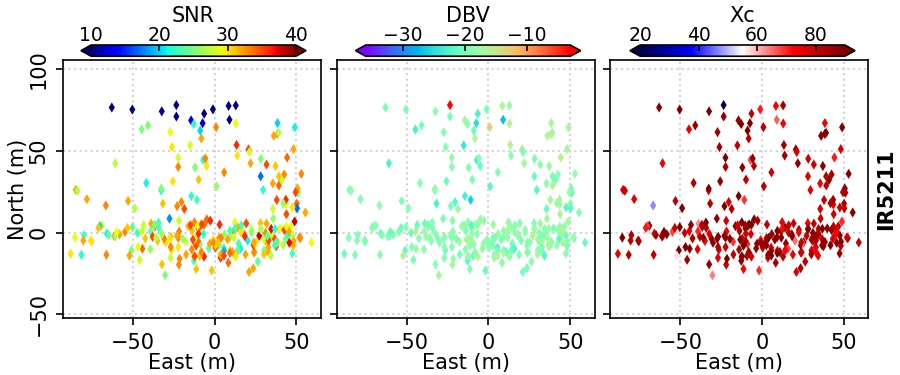 SNR DBV Xc
10 20 30 40 −30 −20 −10 20 40 60 80
100
50
0
−50
North (m)
−50 0 50 −50 0 50 −50 0 50
East (m) East (m) East (m)
IR5211